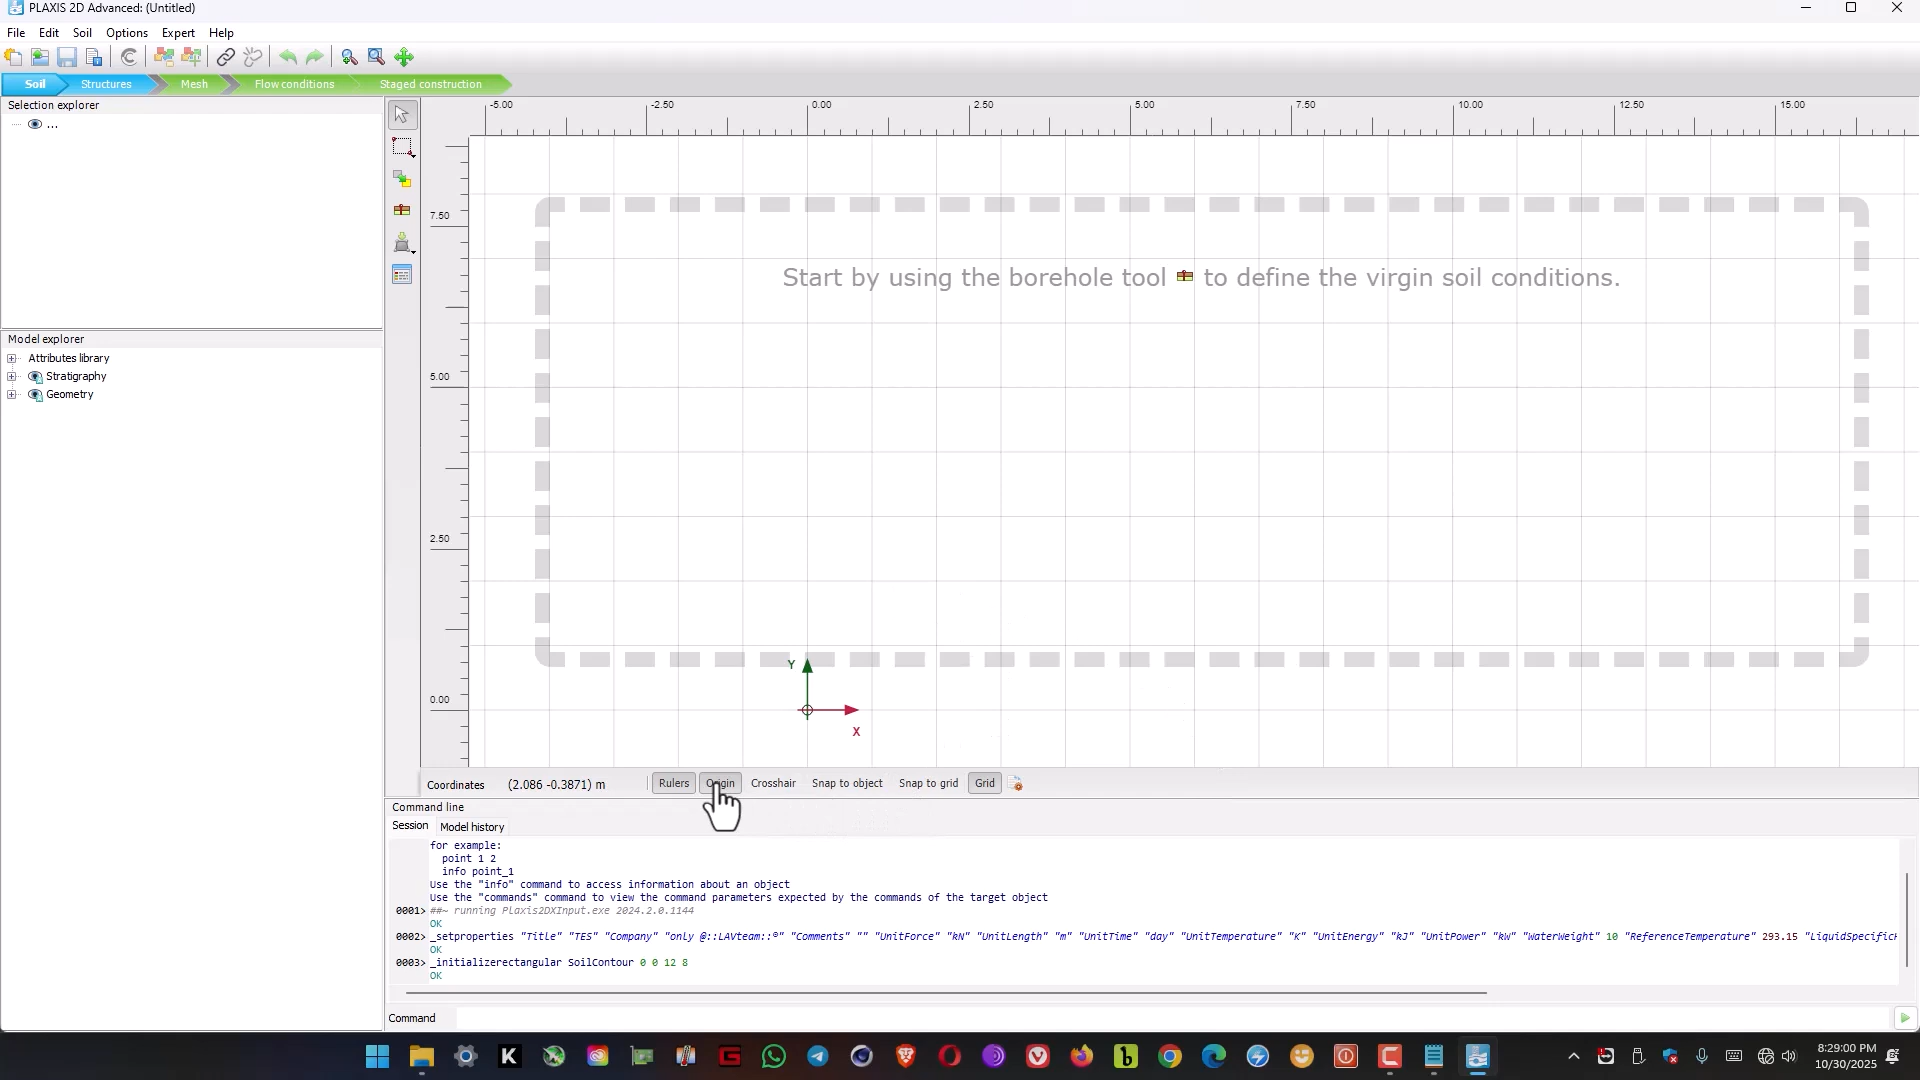 PLAXIS 2D Advanced: (Untitled)
File Edit Soil Options Expert Help
Soil Structures Mesh Flow conditions Staged construction
Selection explorer
...
Model explorer
Attributes library
Stratigraphy
Geometry
-5.00 -2.50 0.00 2.50 5.00 7.50 10.00 12.50 15.00
7.50
5.00
2.50
0.00
Start by using the borehole tool to define the virgin soil conditions.
Y
X
Coordinates (2.086 -0.3871) m Rulers Origin Crosshair Snap to object Snap to grid Grid
Command line
Session Model history
for example:
point 1 2
info point_1
Use the "info" command to access information about an object
Use the "commands" command to view the command parameters expected by the commands of the target object
0001> ##~ running Plaxis2DXInput.exe 2024.2.0.1144
OK
0002> _setproperties "Title" "TES" "Company" "only @::LAVteam::®" "Comments" "" "UnitForce" "kN" "UnitLength" "m" "UnitTime" "day" "UnitTemperature" "K" "UnitEnergy" "kJ" "UnitPower" "kW" "WaterWeight" 10 "ReferenceTemperature" 293.15
OK
0003> _initializerectangular SoilContour 0 0 12 8
OK
Command
8:29:00 PM
10/30/2025